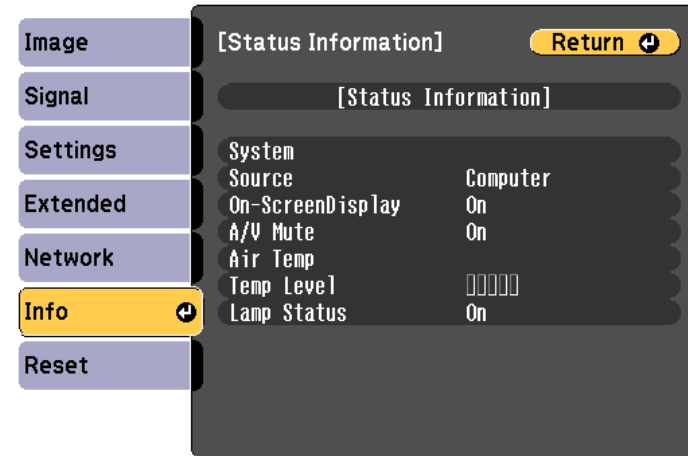 Image
Signal
Settings
Extended
Network
Info
Reset
[Status Information]
Return
[Status Information]
System
Source Computer
On-ScreenDisplay On
A/V Mute On
Air Temp
Temp Level
Lamp Status On